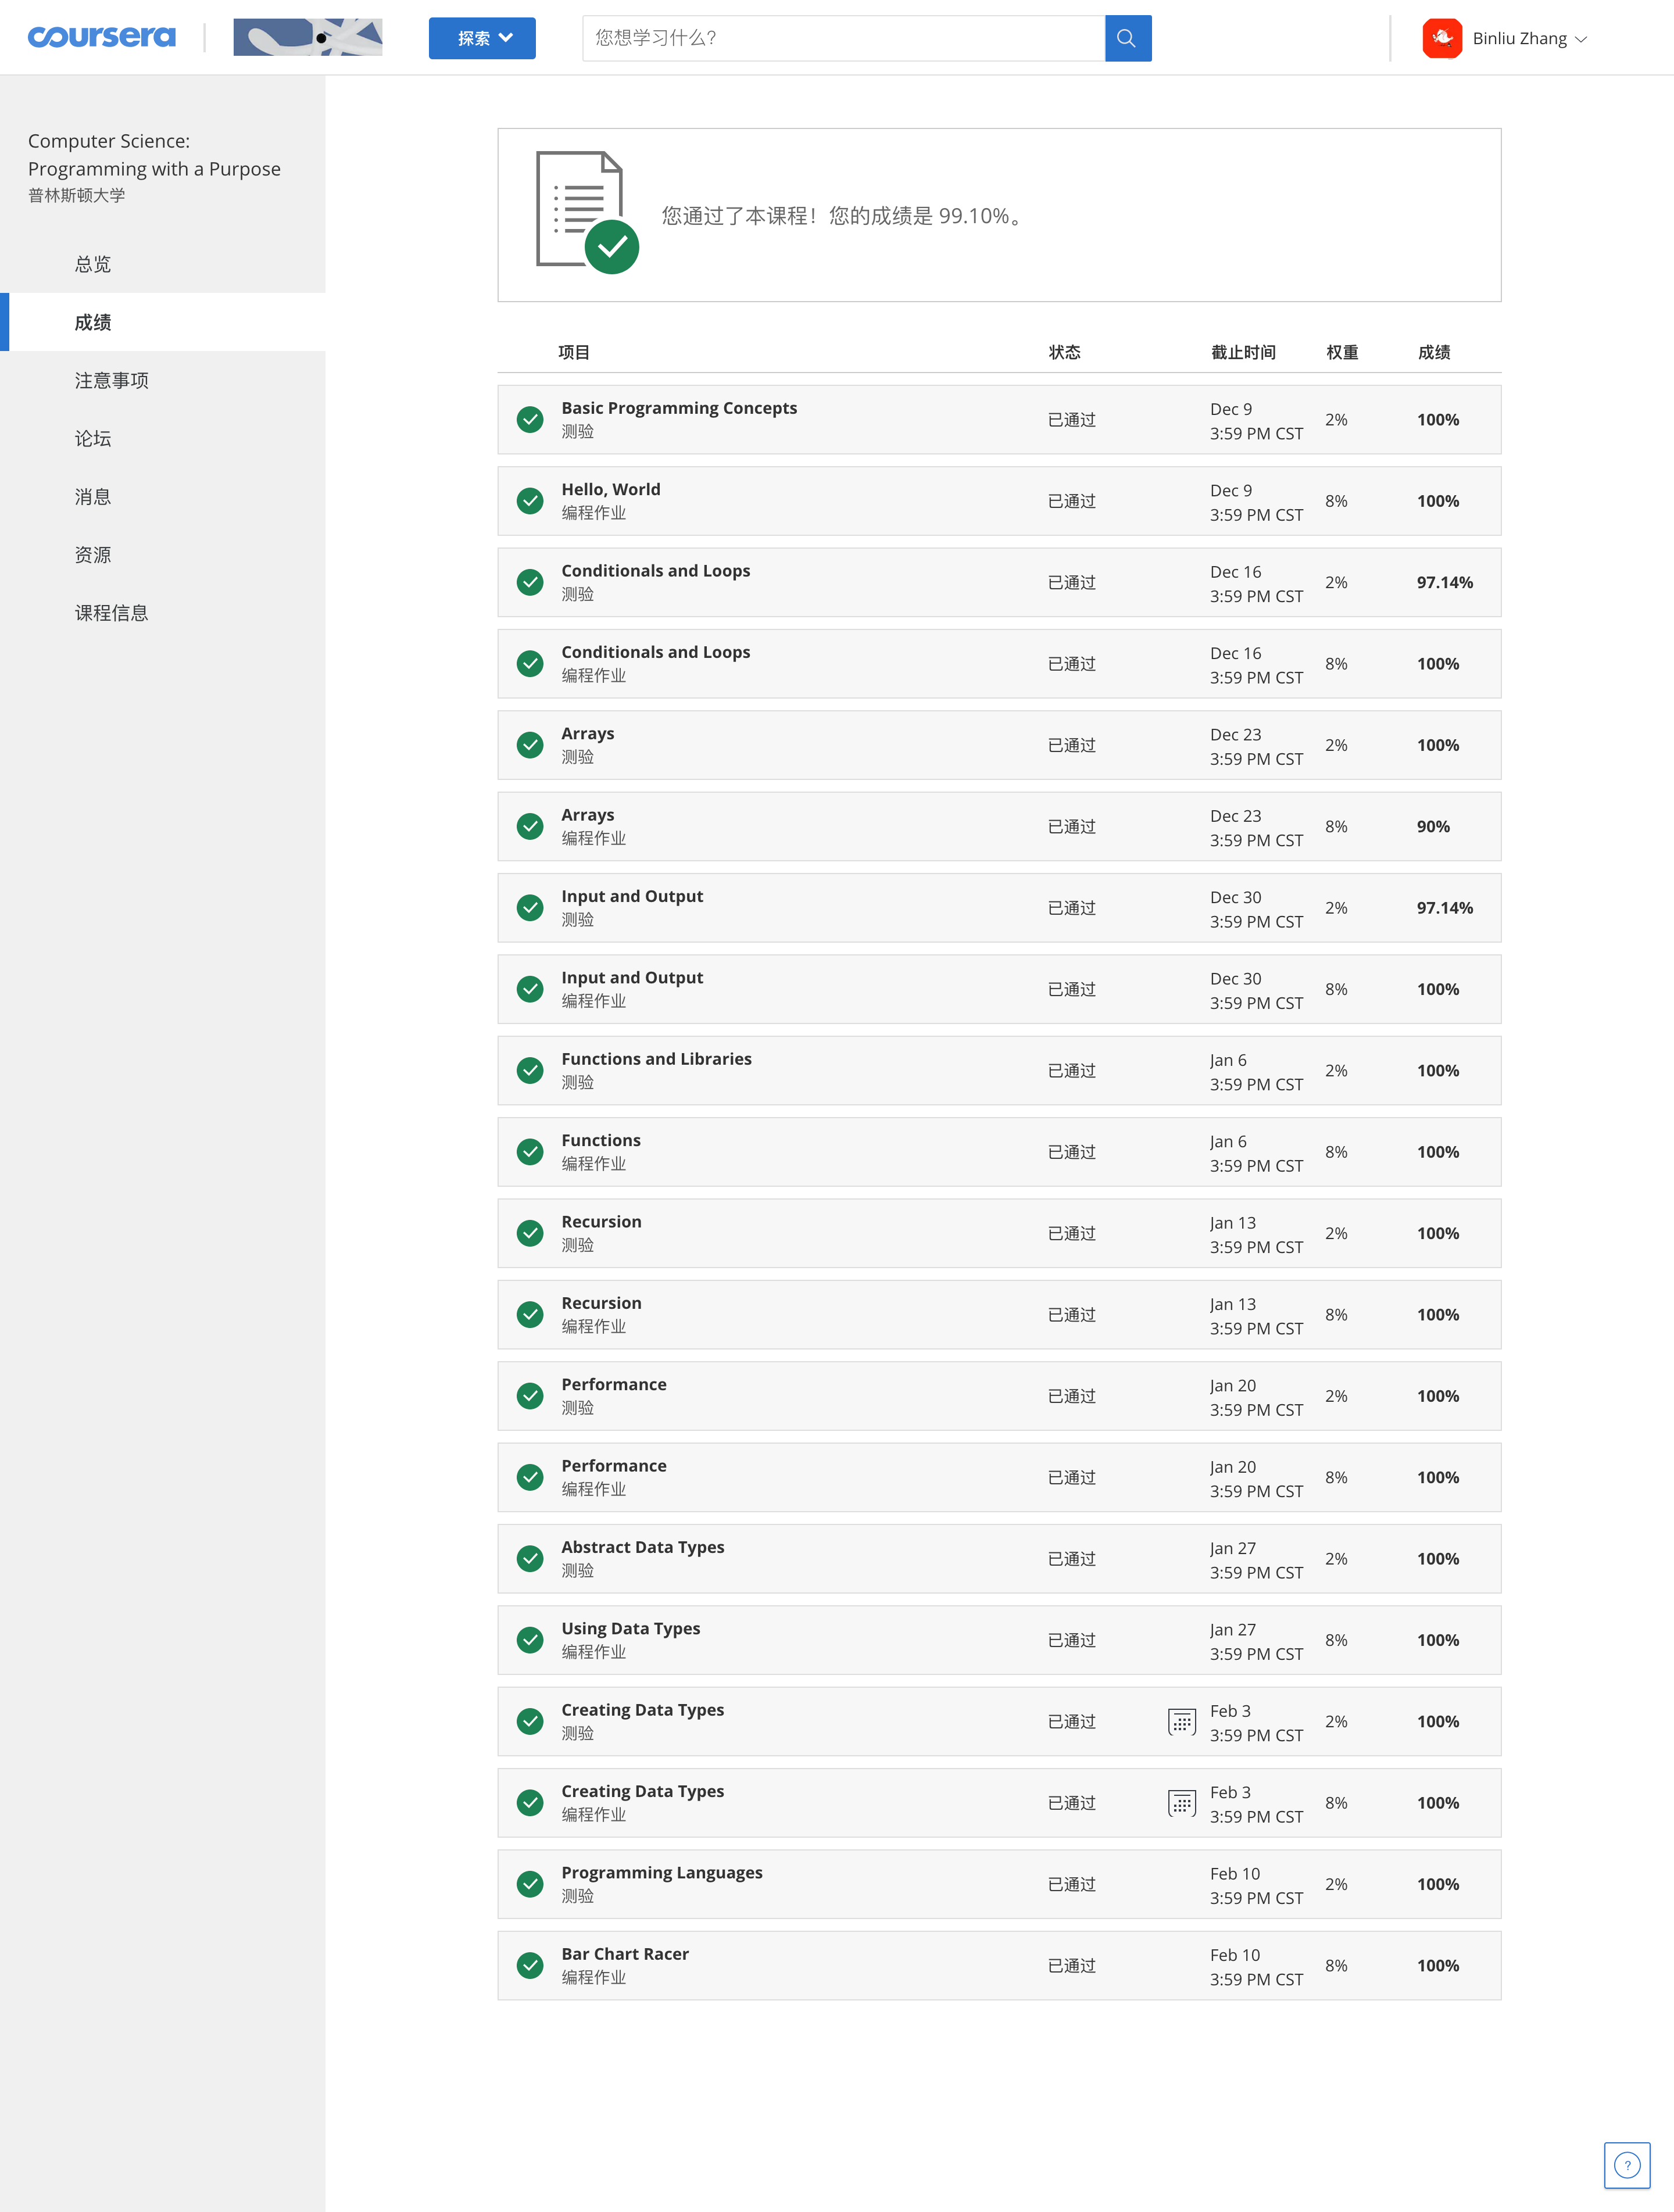 coursera
探索
您想学习什么？
Binliu Zhang
Computer Science:
Programming with a Purpose
普林斯顿大学
总览
成绩
注意事项
论坛
消息
资源
课程信息
您通过了本课程！您的成绩是 99.10%。
项目 状态 截止时间 权重 成绩
Basic Programming Concepts
测验
已通过
Dec 9
3:59 PM CST
2%
100%
Hello, World
编程作业
已通过
Dec 9
3:59 PM CST
8%
100%
Conditionals and Loops
测验
已通过
Dec 16
3:59 PM CST
2%
97.14%
Conditionals and Loops
编程作业
已通过
Dec 16
3:59 PM CST
8%
100%
Arrays
测验
已通过
Dec 23
3:59 PM CST
2%
100%
Arrays
编程作业
已通过
Dec 23
3:59 PM CST
8%
90%
Input and Output
测验
已通过
Dec 30
3:59 PM CST
2%
97.14%
Input and Output
编程作业
已通过
Dec 30
3:59 PM CST
8%
100%
Functions and Libraries
测验
已通过
Jan 6
3:59 PM CST
2%
100%
Functions
编程作业
已通过
Jan 6
3:59 PM CST
8%
100%
Recursion
测验
已通过
Jan 13
3:59 PM CST
2%
100%
Recursion
编程作业
已通过
Jan 13
3:59 PM CST
8%
100%
Performance
测验
已通过
Jan 20
3:59 PM CST
2%
100%
Performance
编程作业
已通过
Jan 20
3:59 PM CST
8%
100%
Abstract Data Types
测验
已通过
Jan 27
3:59 PM CST
2%
100%
Using Data Types
编程作业
已通过
Jan 27
3:59 PM CST
8%
100%
Creating Data Types
测验
已通过
Feb 3
3:59 PM CST
2%
100%
Creating Data Types
编程作业
已通过
Feb 3
3:59 PM CST
8%
100%
Programming Languages
测验
已通过
Feb 10
3:59 PM CST
2%
100%
Bar Chart Racer
编程作业
已通过
Feb 10
3:59 PM CST
8%
100%
?